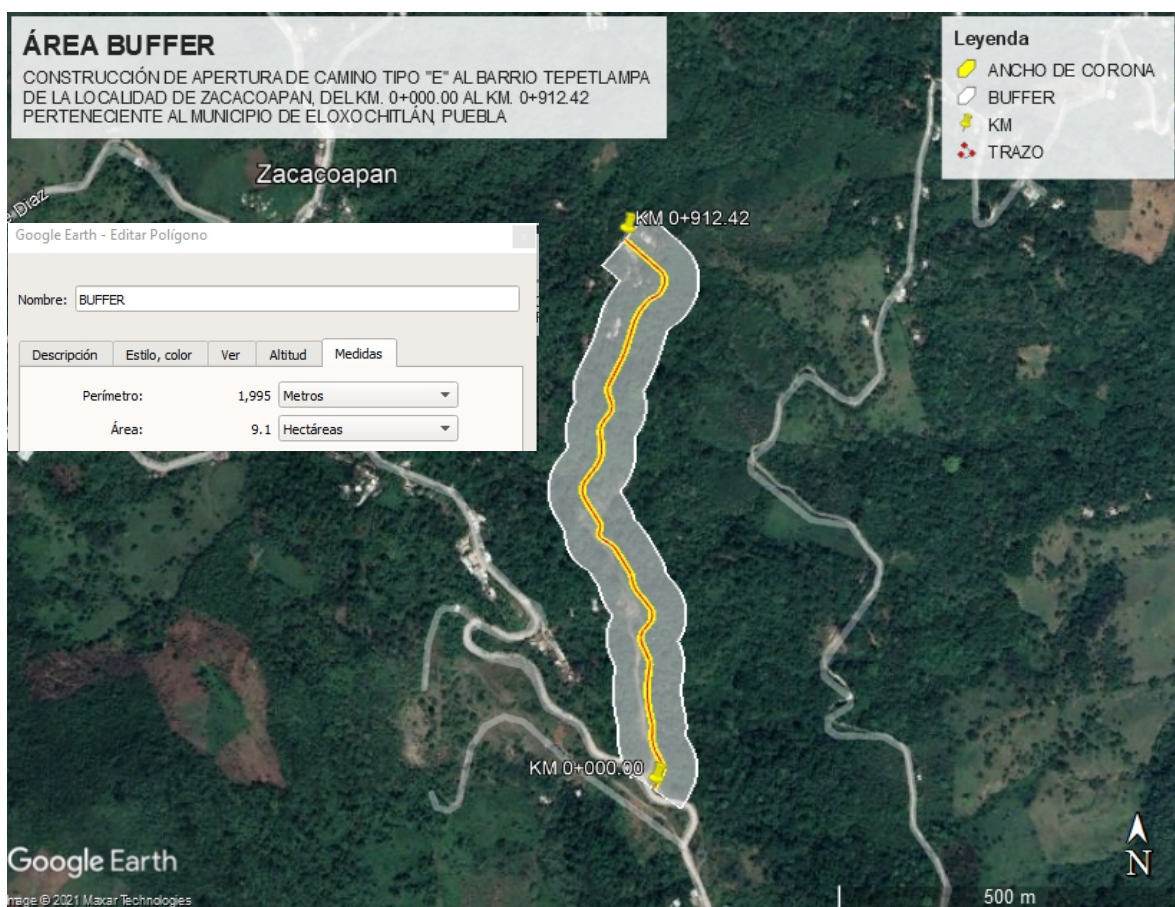 ÁREA BUFFER
CONSTRUCCIÓN DE APERTURA DE CAMINO TIPO "E" AL BARRIO TEPETLAMPA
DE LA LOCALIDAD DE ZACACOAPAN, DEL KM. 0+000.00 AL KM. 0+912.42
PERTENECIENTE AL MUNICIPIO DE ELOXOCHITLÁN, PUEBLA
Leyenda
ANCHO DE CORONA
BUFFER
KM
TRAZO
Zacacoapan
Diaz
KM 0+912.42
Google Earth - Editar Polígono
Nombre: BUFFER
Descripción Estilo, color Ver Altitud Medidas
Perímetro: 1,995 Metros
Área: 9.1 Hectáreas
KM 0+000.00
N
Google Earth
mage © 2021 Maxar Technologies
500 m